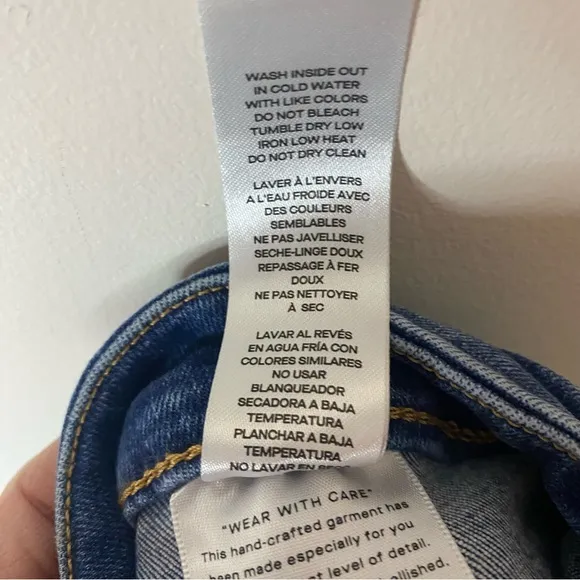 WASH INSIDE OUT
IN COLD WATER
WITH LIKE COLORS
DO NOT BLEACH
TUMBLE DRY LOW
IRON LOW HEAT
DO NOT DRY CLEAN
LAVER À L'ENVERS
A L'EAU FROIDE AVEC
DES COULEURS
SEMBLABLES
NE PAS JAVELLISER
SECHE-LINGE DOUX
REPASSAGE À FER
DOUX
NE PAS NETTOYER
À SEC
LAVAR AL REVÉS
EN AGUA FRÍA CON
COLORES SIMILARES
NO USAR
BLANQUEADOR
SECADORA A BAJA
TEMPERATURA
PLANCHAR A BAJA
TEMPERATURA
NO LAVAR EN
"WEAR WITH CARE"
This hand-crafted garment has
been made especially for you
level of detail.